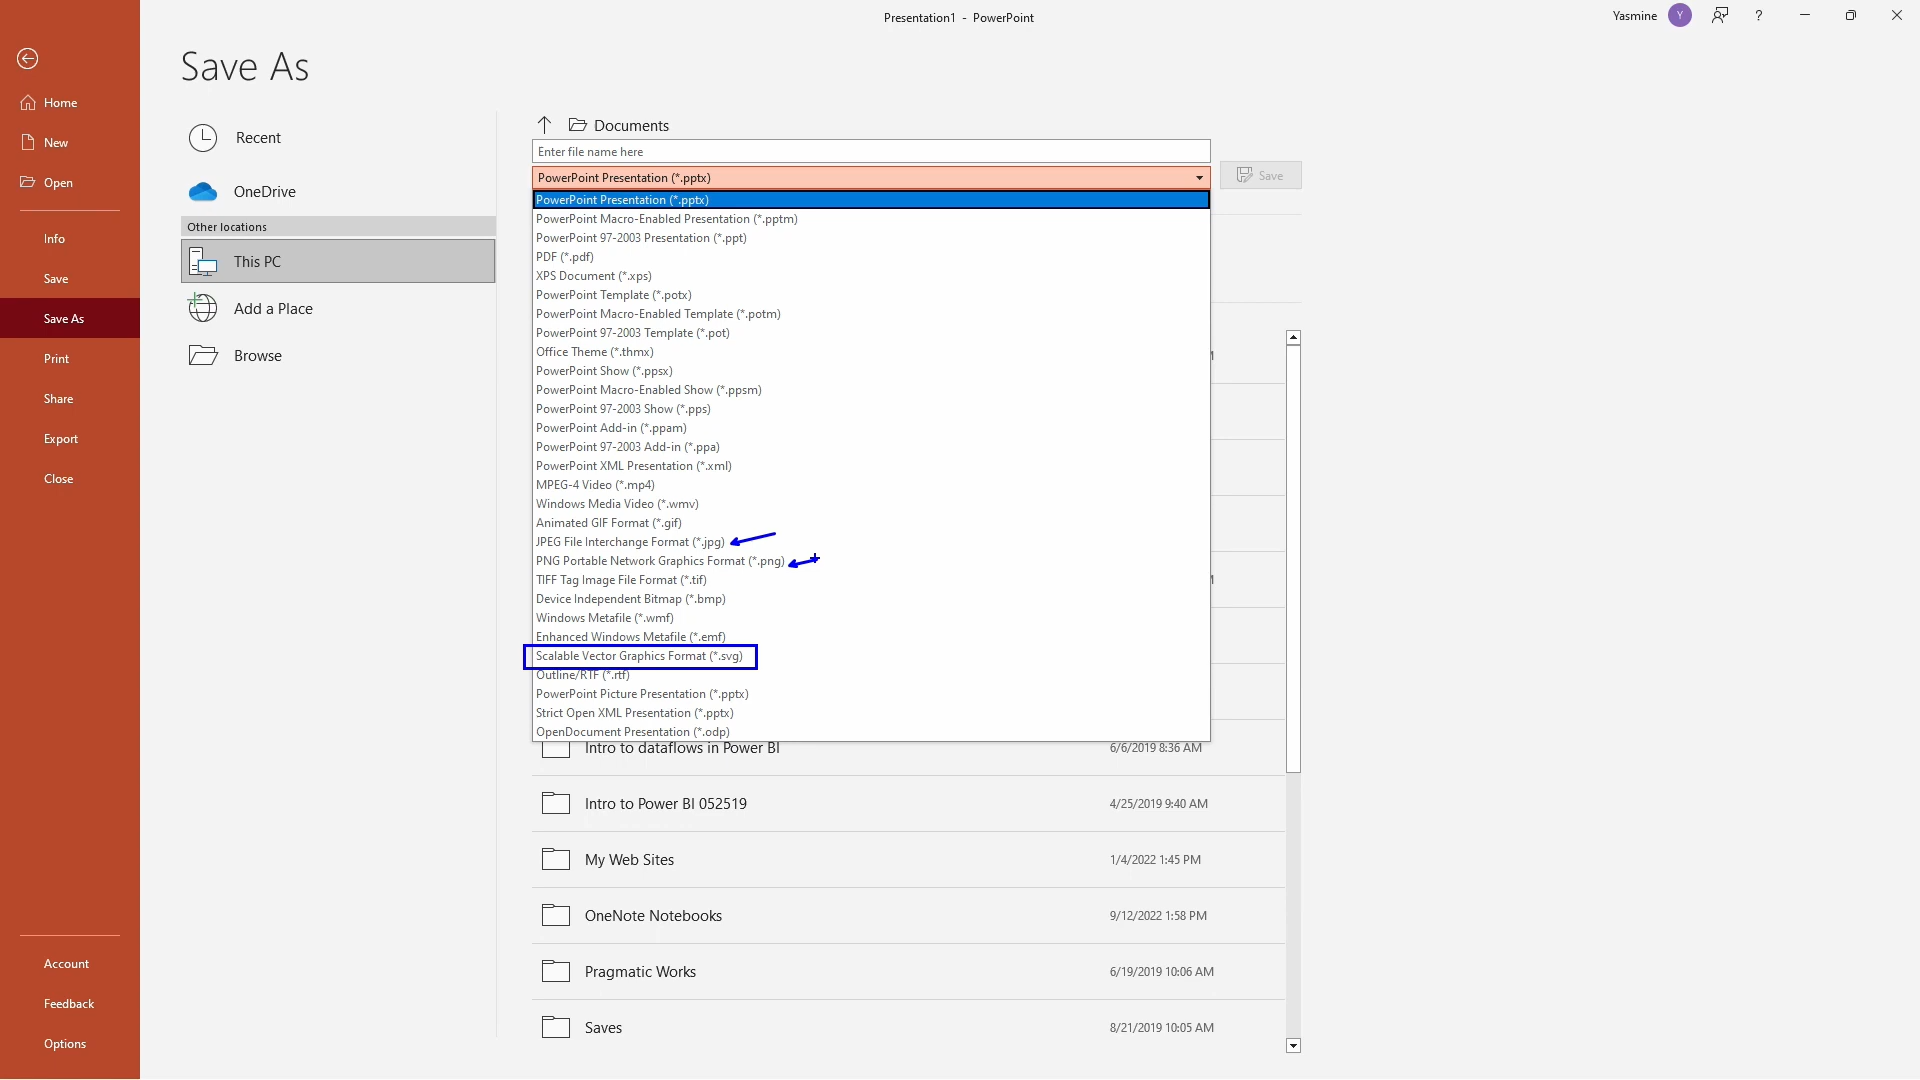 Presentation1 - PowerPoint
Yasmine Y ?
Save As
Home
New
Open
Info
Save
Save As
Print
Share
Export
Close
Account
Feedback
Options
Recent
OneDrive
Other locations
This PC
Add a Place
Browse
Documents
Enter file name here
PowerPoint Presentation (*.pptx)
Save
PowerPoint Presentation (*.pptx)
PowerPoint Macro-Enabled Presentation (*.pptm)
PowerPoint 97-2003 Presentation (*.ppt)
PDF (*.pdf)
XPS Document (*.xps)
PowerPoint Template (*.potx)
PowerPoint Macro-Enabled Template (*.potm)
PowerPoint 97-2003 Template (*.pot)
Office Theme (*.thmx)
PowerPoint Show (*.ppsx)
PowerPoint Macro-Enabled Show (*.ppsm)
PowerPoint 97-2003 Show (*.pps)
PowerPoint Add-in (*.ppam)
PowerPoint 97-2003 Add-in (*.ppa)
PowerPoint XML Presentation (*.xml)
MPEG-4 Video (*.mp4)
Windows Media Video (*.wmv)
Animated GIF Format (*.gif)
JPEG File Interchange Format (*.jpg)
PNG Portable Network Graphics Format (*.png)
TIFF Tag Image File Format (*.tif)
Device Independent Bitmap (*.bmp)
Windows Metafile (*.wmf)
Enhanced Windows Metafile (*.emf)
Scalable Vector Graphics Format (*.svg)
Outline/RTF (*.rtf)
PowerPoint Picture Presentation (*.pptx)
Strict Open XML Presentation (*.pptx)
OpenDocument Presentation (*.odp)
Intro to dataflows in Power BI 6/6/2019 8:36 AM
Intro to Power BI 052519 4/25/2019 9:40 AM
My Web Sites 1/4/2022 1:45 PM
OneNote Notebooks 9/12/2022 1:58 PM
Pragmatic Works 6/19/2019 10:06 AM
Saves 8/21/2019 10:05 AM